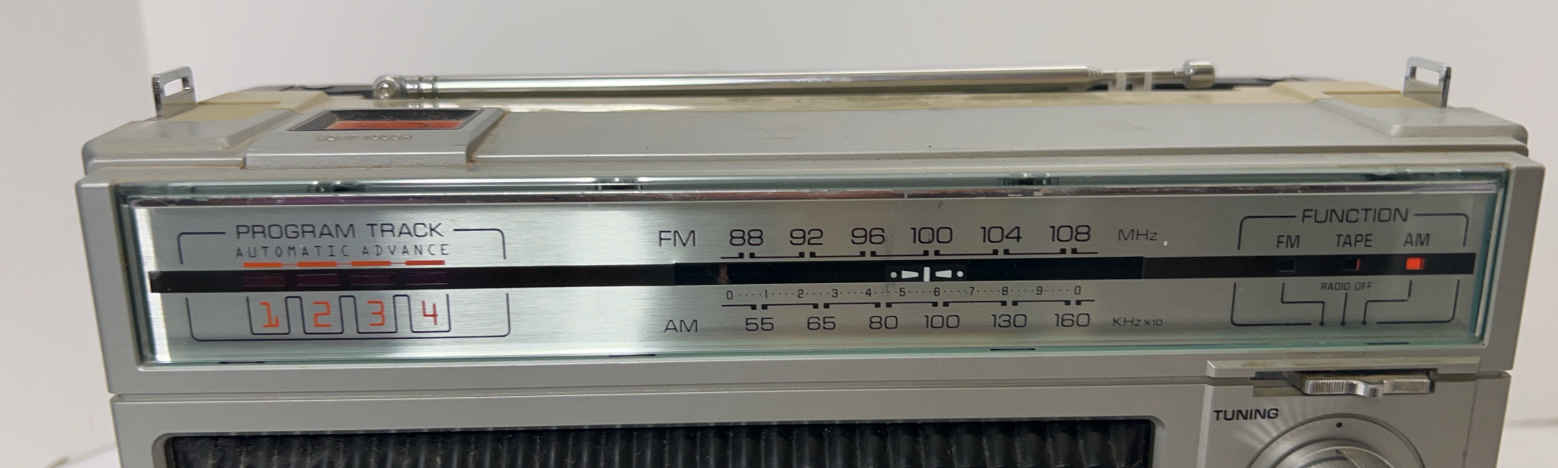 PROGRAM TRACK
AUTOMATIC ADVANCE
1 2 3 4
FM 88 92 96 100 104 108 MHz
0 1 2 3 4 5 6 7 8 9 0
AM 55 65 80 100 130 160 KHz x10
FUNCTION
FM TAPE AM
RADIO OFF
TUNING